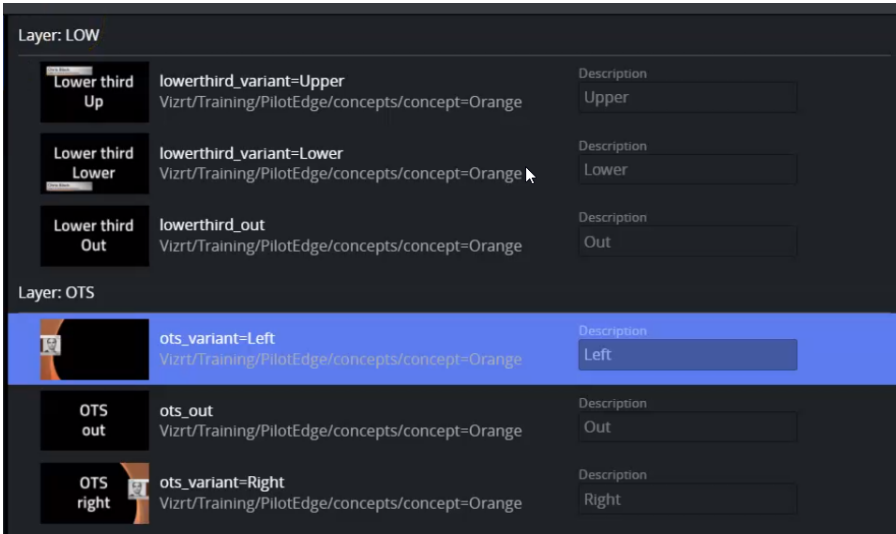 Layer: LOW
Lower third
Up
lowerthird_variant=Upper
Vizrt/Training/PilotEdge/concepts/concept=Orange
Description
Upper
Lower third
Lower
lowerthird_variant=Lower
Vizrt/Training/PilotEdge/concepts/concept=Orange
Description
Lower
Lower third
Out
lowerthird_out
Vizrt/Training/PilotEdge/concepts/concept=Orange
Description
Out
Layer: OTS
ots_variant=Left
Vizrt/Training/PilotEdge/concepts/concept=Orange
Description
Left
OTS
out
ots_out
Vizrt/Training/PilotEdge/concepts/concept=Orange
Description
Out
OTS
right
ots_variant=Right
Vizrt/Training/PilotEdge/concepts/concept=Orange
Description
Right